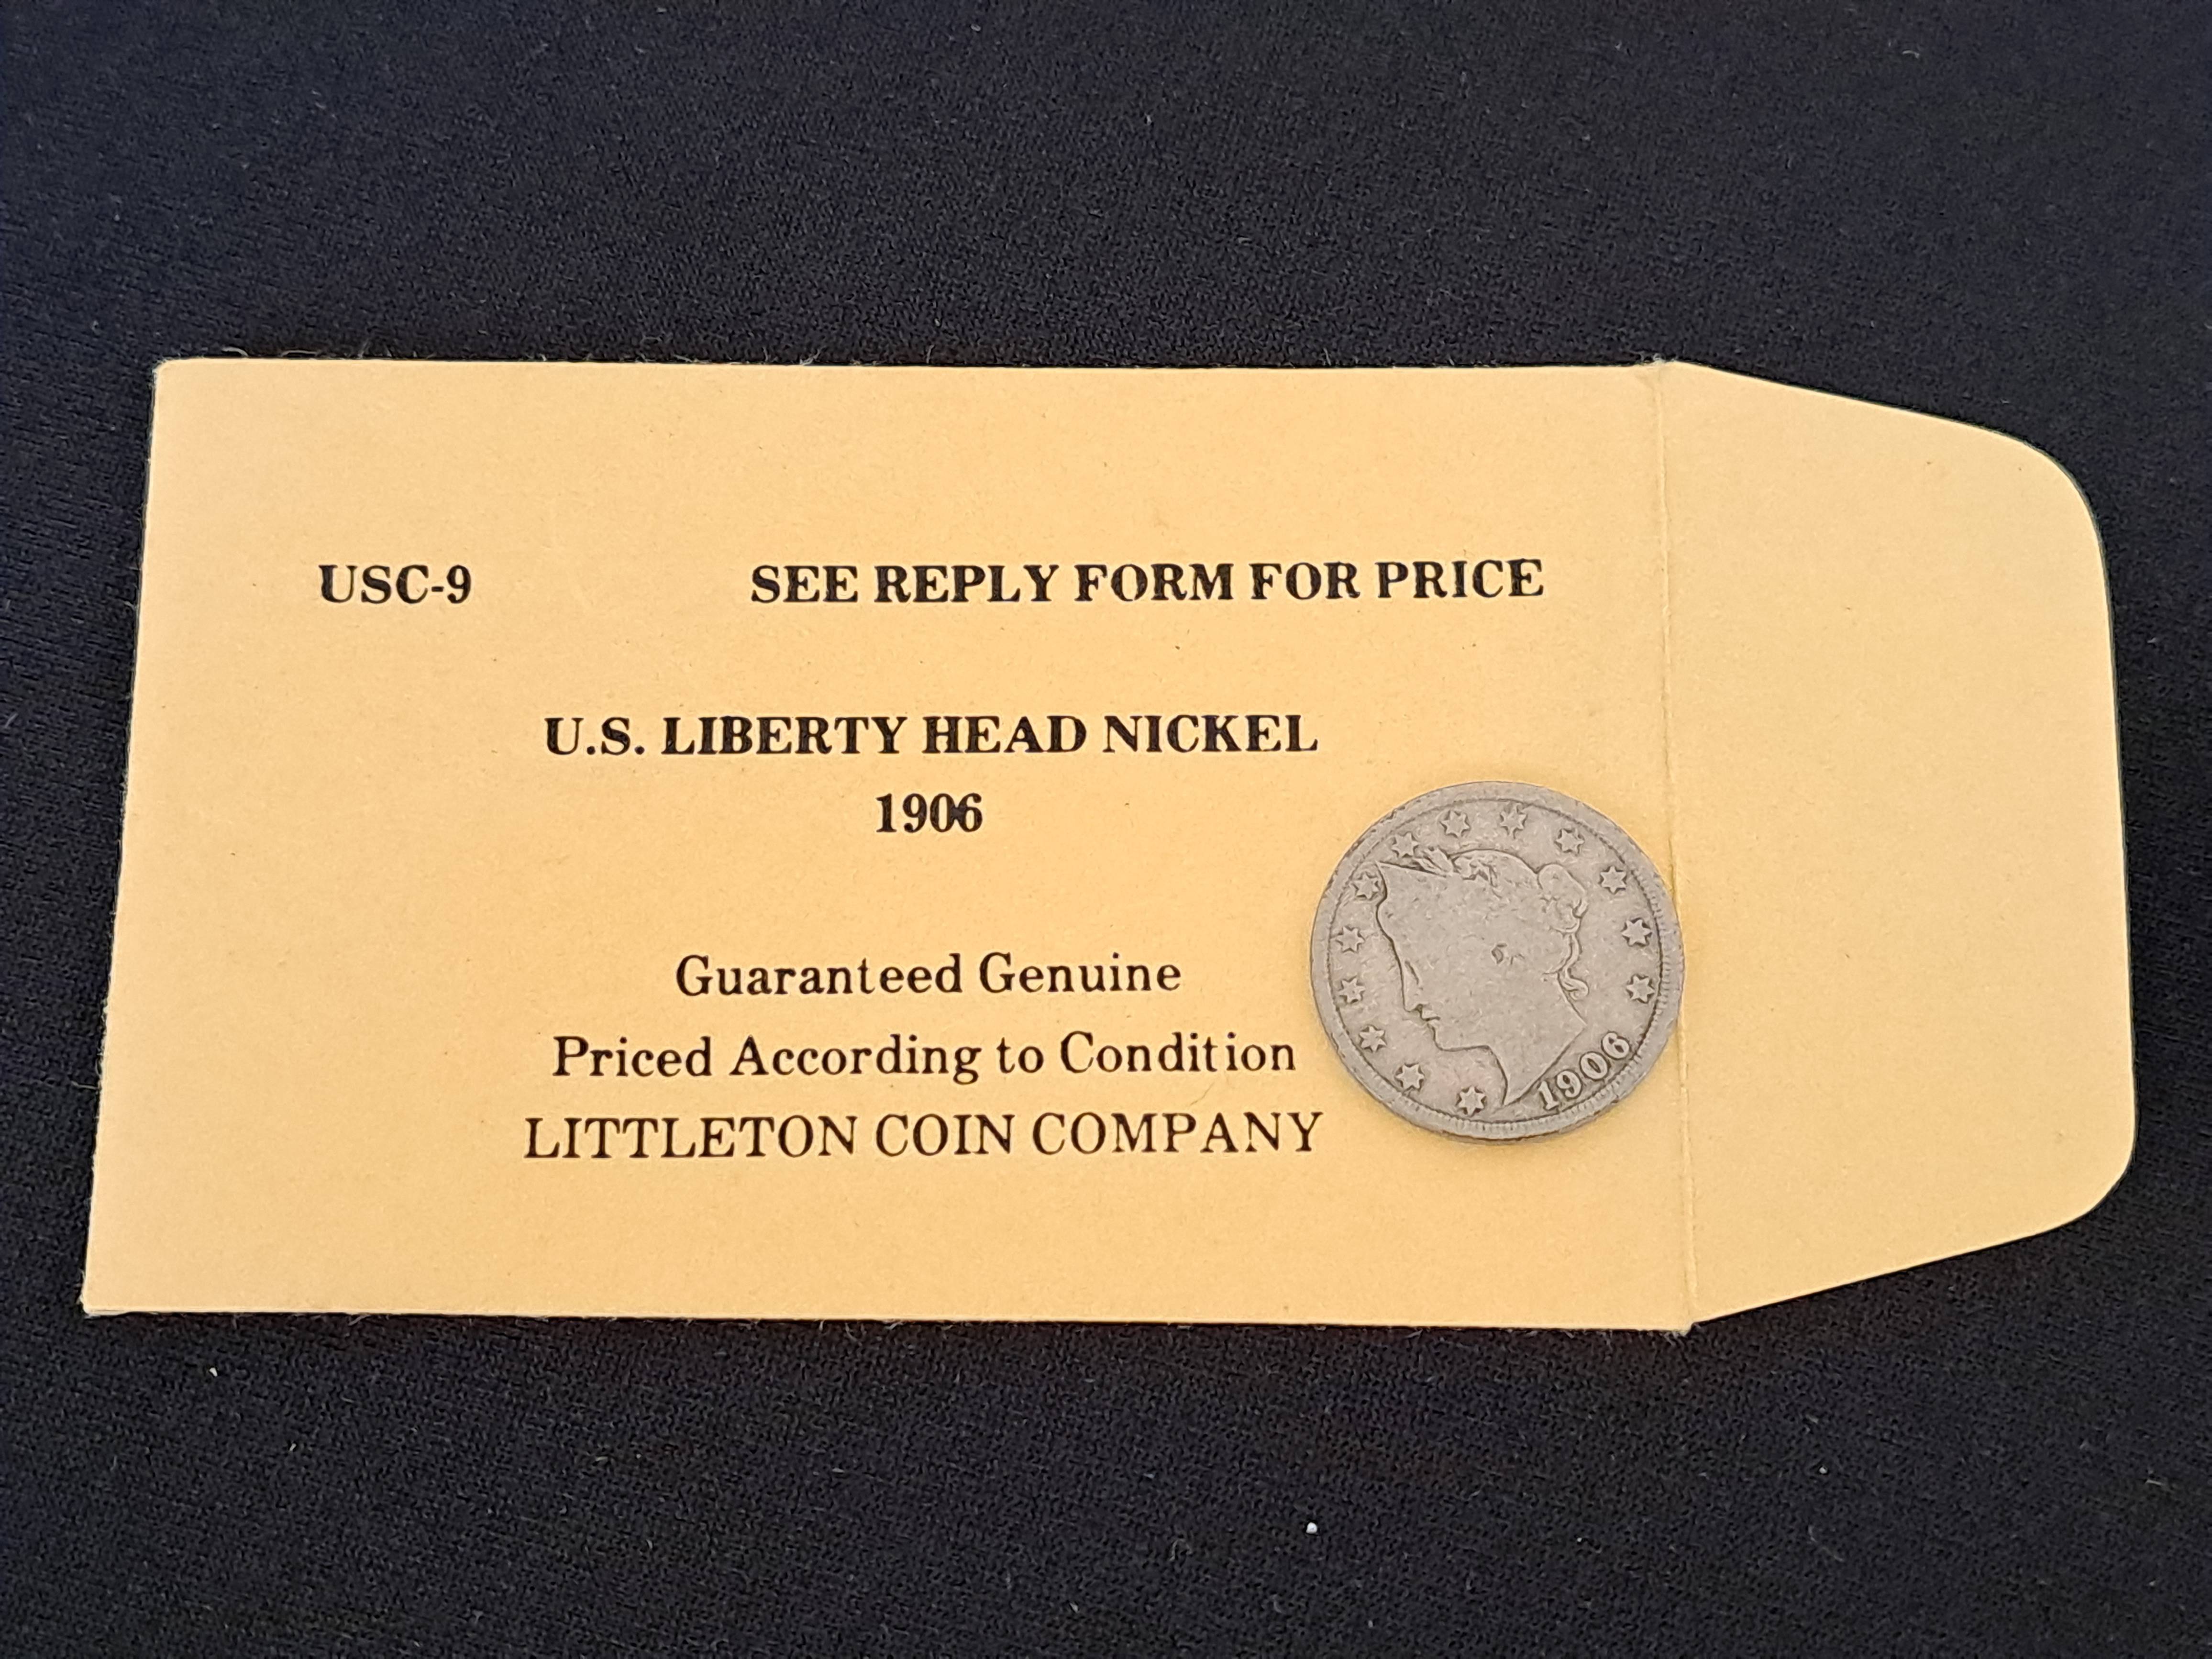 USC-9 SEE REPLY FORM FOR PRICE
U.S. LIBERTY HEAD NICKEL
1906
Guaranteed Genuine
Priced According to Condition
LITTLETON COIN COMPANY
1906